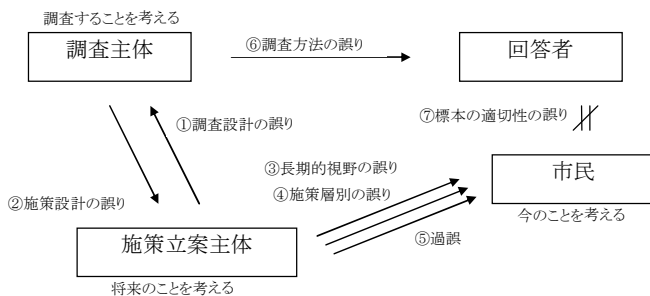 調査することを考える
調査主体
⑥調査方法の誤り
回答者
①調査設計の誤り
⑦標本の適切性の誤り
③長期的視野の誤り
④施策層別の誤り
市民
②施策設計の誤り
今のことを考える
⑤過誤
施策立案主体
将来のことを考える